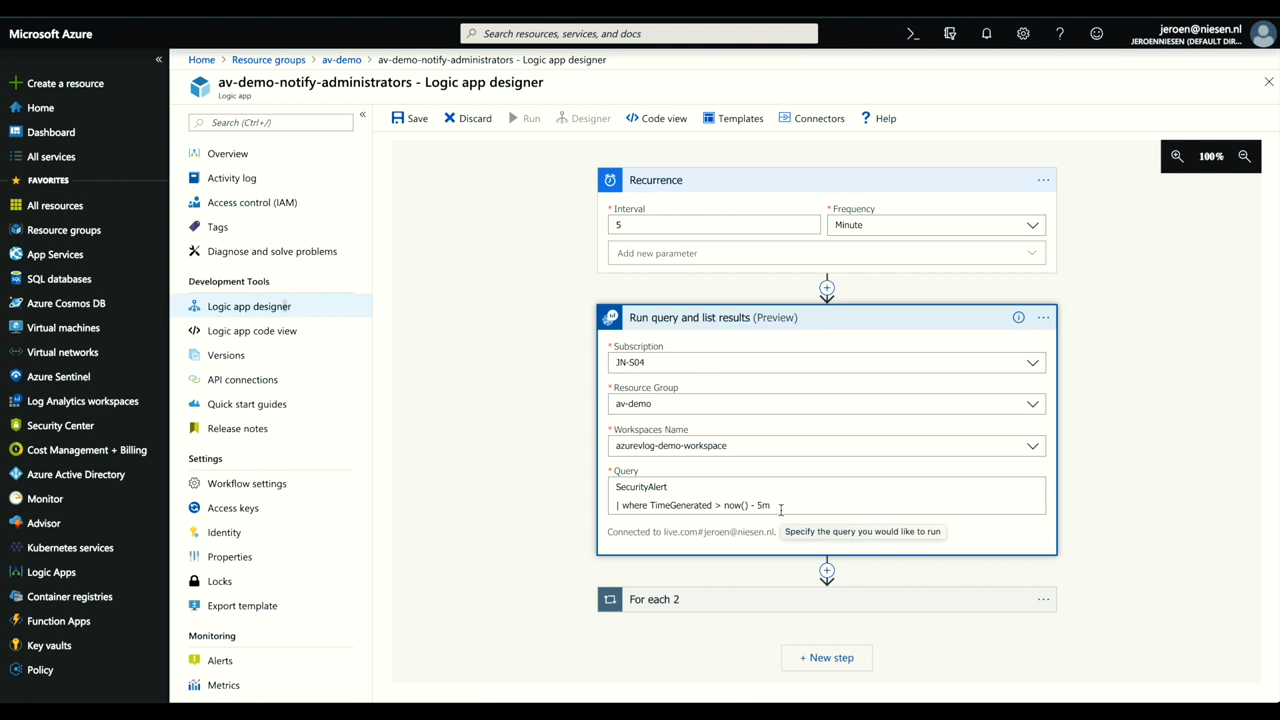 Microsoft Azure
Search resources, services, and docs
jeroen@niesen.nl
JEROENNIESEN (DEFAULT DIR...
«
Create a resource
Home
Dashboard
All services
FAVORITES
All resources
Resource groups
App Services
SQL databases
Azure Cosmos DB
Virtual machines
Virtual networks
Azure Sentinel
Log Analytics workspaces
Security Center
Cost Management + Billing
Azure Active Directory
Monitor
Advisor
Kubernetes services
Logic Apps
Container registries
Function Apps
Key vaults
Policy
Home > Resource groups > av-demo > av-demo-notify-administrators - Logic app designer
av-demo-notify-administrators - Logic app designer
Logic app
Search (Ctrl+/)
«
Overview
Activity log
Access control (IAM)
Tags
Diagnose and solve problems
Development Tools
Logic app designer
Logic app code view
Versions
API connections
Quick start guides
Release notes
Settings
Workflow settings
Access keys
Identity
Properties
Locks
Export template
Monitoring
Alerts
Metrics
Save Discard Run Designer Code view Templates Connectors Help
100%
Recurrence ...
* Interval
5
* Frequency
Minute
Add new parameter
Run query and list results (Preview) ...
* Subscription
JN-S04
* Resource Group
av-demo
* Workspaces Name
azurevlog-demo-workspace
* Query
SecurityAlert
| where TimeGenerated > now() - 5m
Connected to live.com#jeroen@niesen.nl.
Specify the query you would like to run
For each 2 ...
+ New step